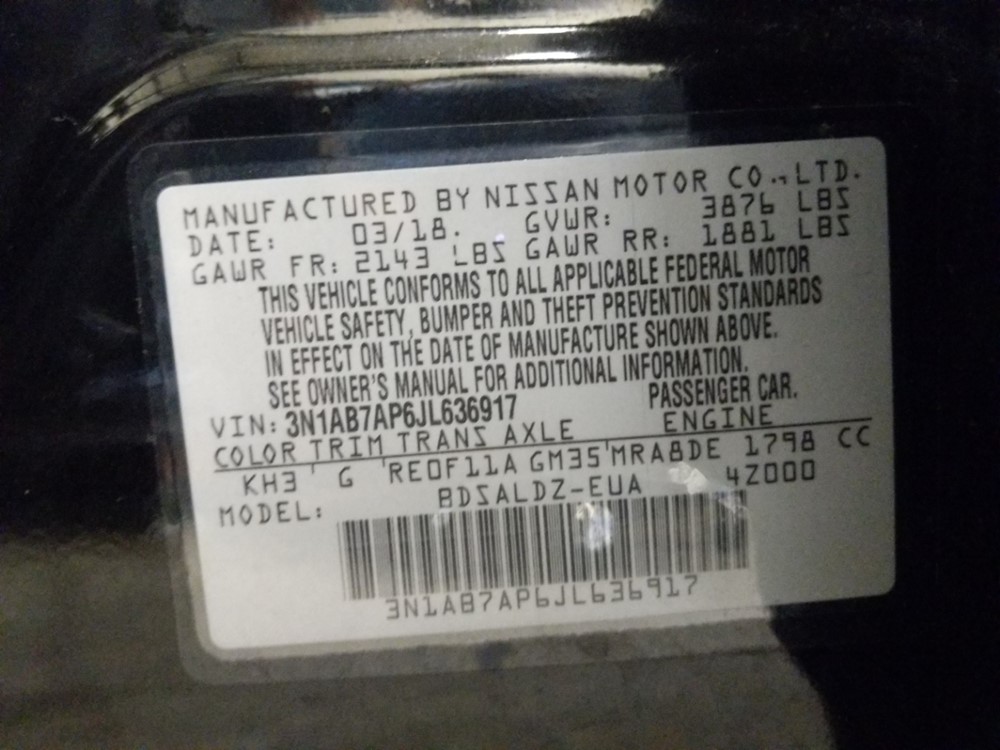 MANUFACTURED BY NISSAN MOTOR CO.,LTD.
DATE: 03/18. GVWR: 3876 LBS
GAWR FR: 2143 LBS GAWR RR: 1881 LBS
THIS VEHICLE CONFORMS TO ALL APPLICABLE FEDERAL MOTOR
VEHICLE SAFETY, BUMPER AND THEFT PREVENTION STANDARDS
IN EFFECT ON THE DATE OF MANUFACTURE SHOWN ABOVE.
SEE OWNER'S MANUAL FOR ADDITIONAL INFORMATION.
VIN: 3N1AB7AP6JL636917 PASSENGER CAR.
COLOR TRIM TRANS AXLE ENGINE
KH3 ' G 'RE0F11A GM35'MRA8DE 1798 CC
MODEL: BDSALDZ-EUA 4Z000
3N1AB7AP6JL636917